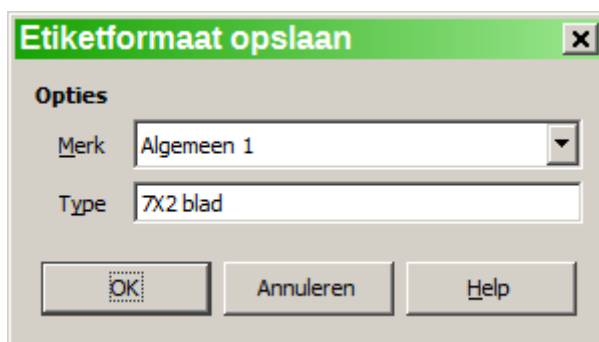 Etiketformaat opslaan
Opties
Merk Algemeen 1
Type 7X2 blad
OK Annuleren Help